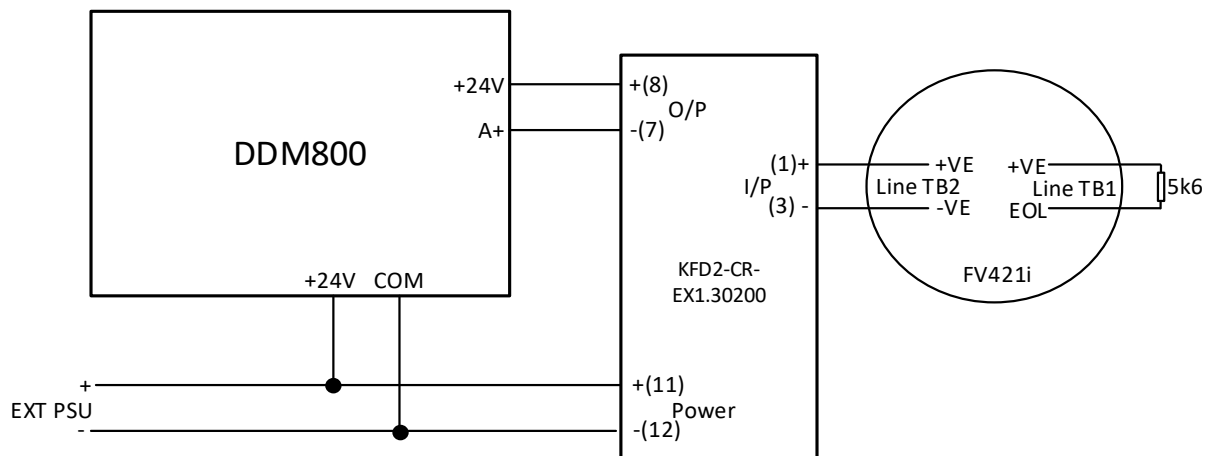 DDM800
+24V
A+
+24V
COM
+(8)
O/P
-(7)
(1)+
I/P
(3) -
KFD2-CR-
EX1.30200
+(11)
Power
-(12)
+
EXT PSU
-
+VE
Line TB2
-VE
+VE
Line TB1
EOL
FV421i
5k6